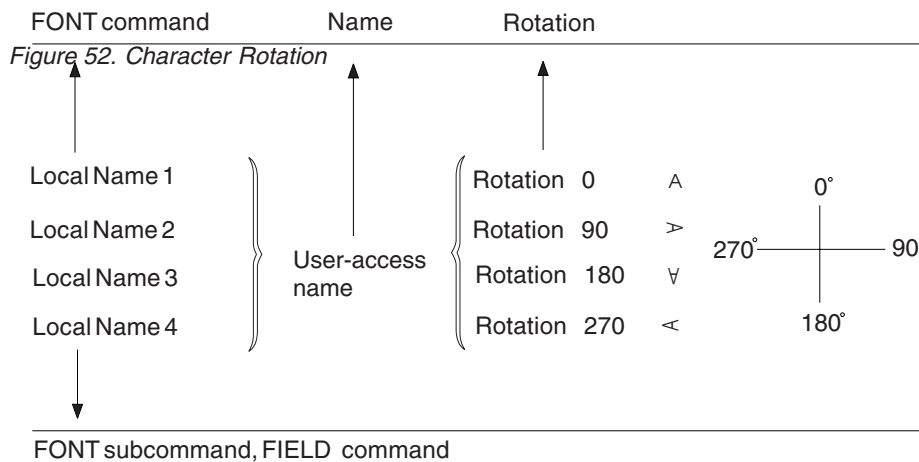 FONT command Name Rotation
Figure 52. Character Rotation
Local Name 1 Rotation 0 A
0°
Local Name 2 Rotation 90 A
270° 90
User-access
name
Local Name 3 Rotation 180 A
Local Name 4 Rotation 270 A
180°
FONT subcommand, FIELD command